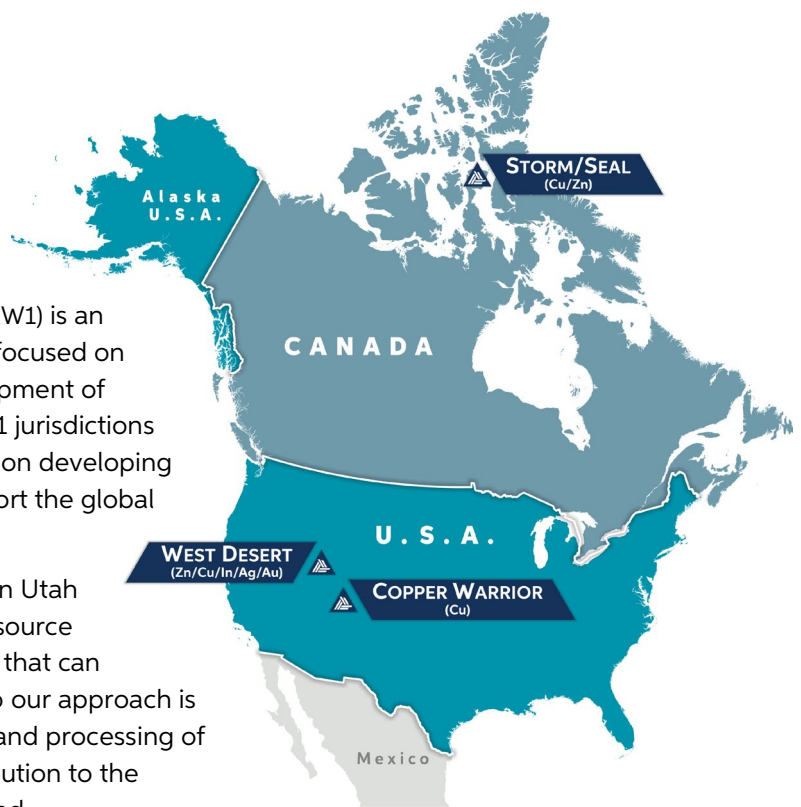 STORM/SEAL
(Cu/Zn)
Alaska
U.S.A.
CANADA
W1) is an
focused on
pment of
1 jurisdictions
on developing
ort the global
U.S.A.
WEST DESERT
(Zn/Cu/In/Ag/Au)
COPPER WARRIOR
(Cu)
n Utah
source
that can
o our approach is
and processing of
ution to the
Mexico